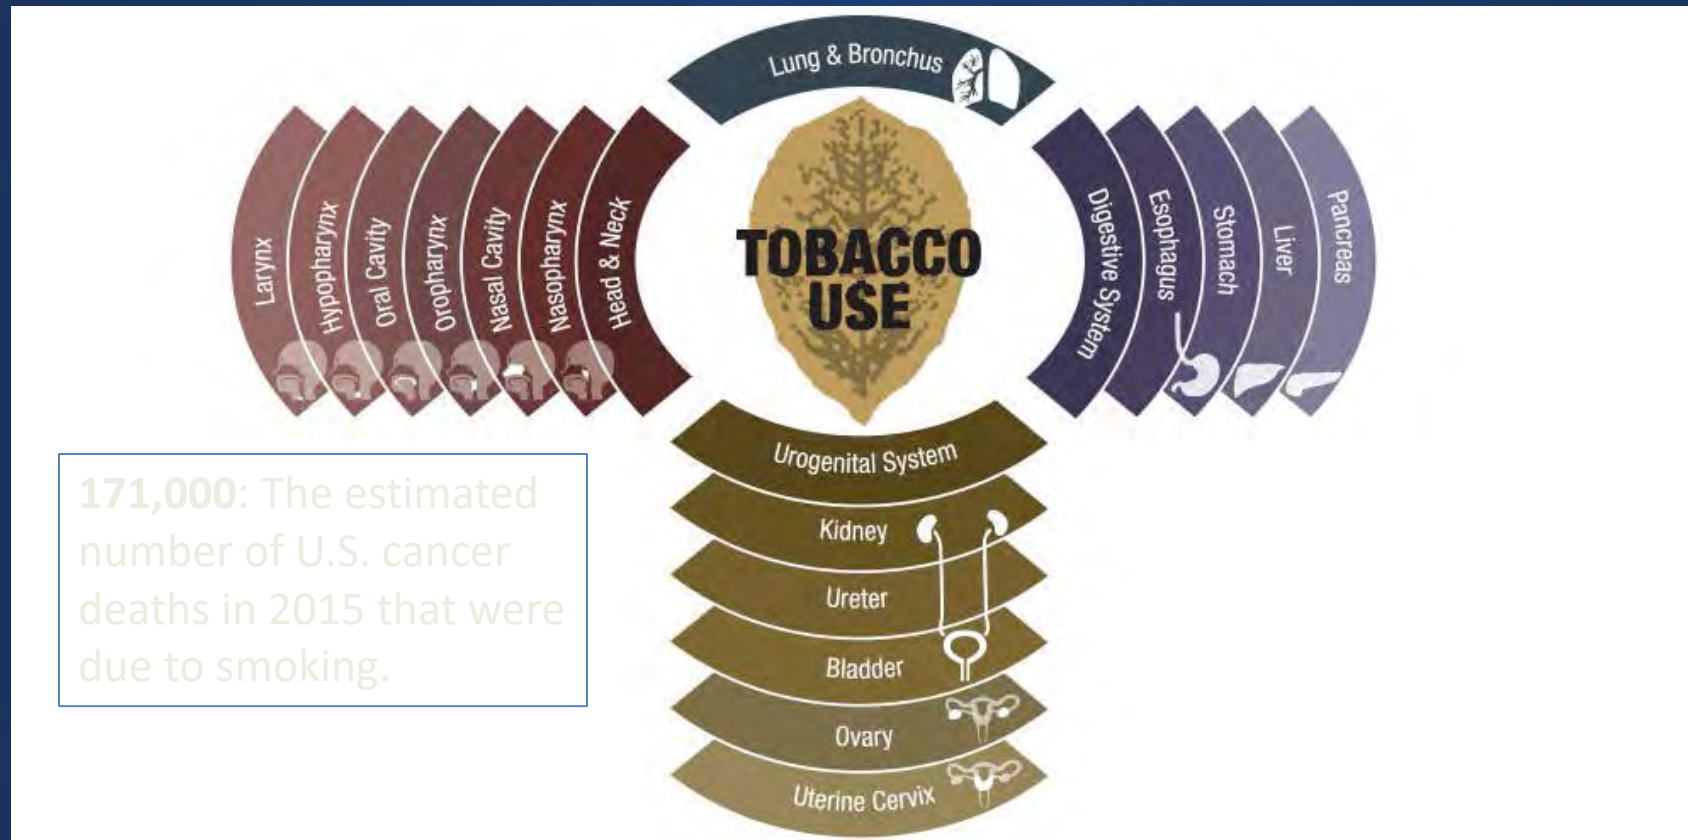 Lung & Bronchus
Larynx
Hypopharynx
Oral Cavity
Oropharynx
Nasal Cavity
Nasopharynx
Head & Neck
TOBACCO
USE
Digestive System
Esophagus
Stomach
Liver
Pancreas
Urogenital System
Kidney
Ureter
Bladder
Ovary
Uterine Cervix
171,000: The estimated
number of U.S. cancer
deaths in 2015 that were
due to smoking.